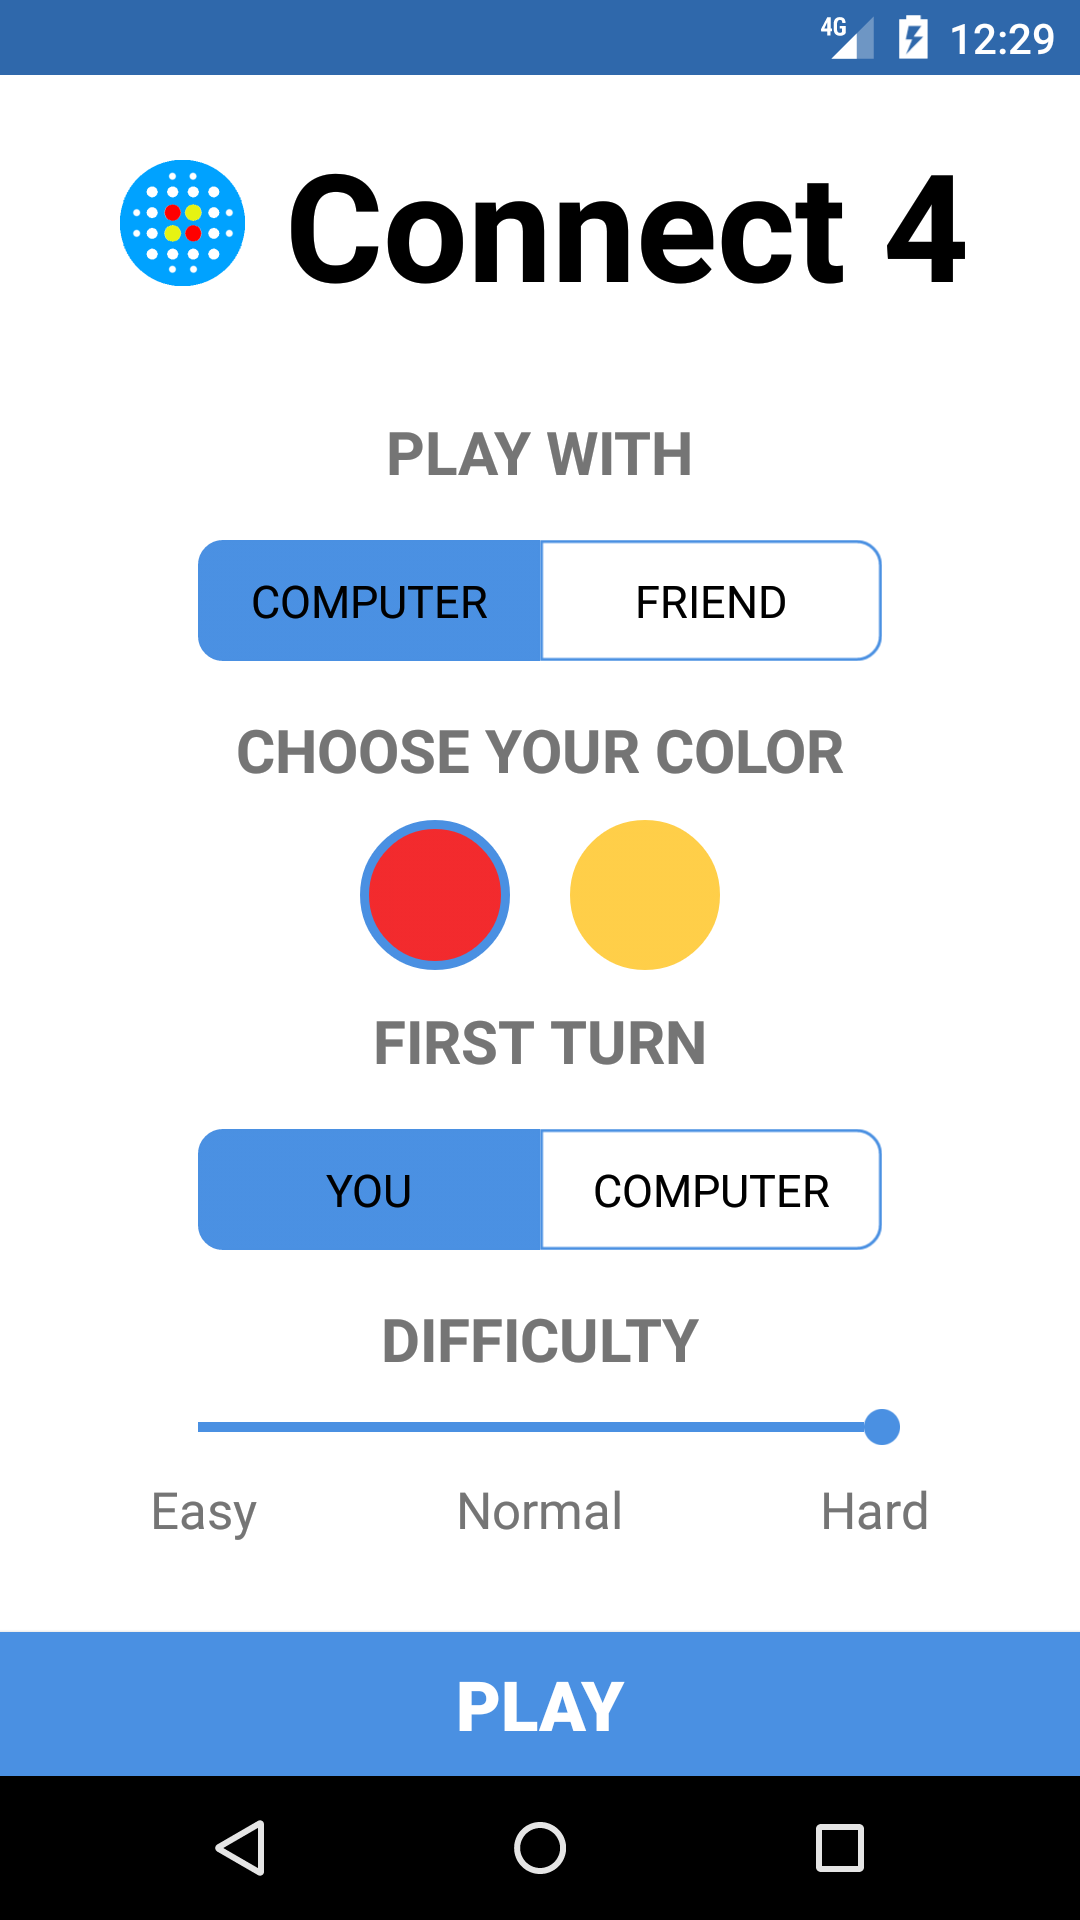 4G 12:29
Connect 4
PLAY WITH
COMPUTER FRIEND
CHOOSE YOUR COLOR
FIRST TURN
YOU COMPUTER
DIFFICULTY
Easy Normal Hard
PLAY